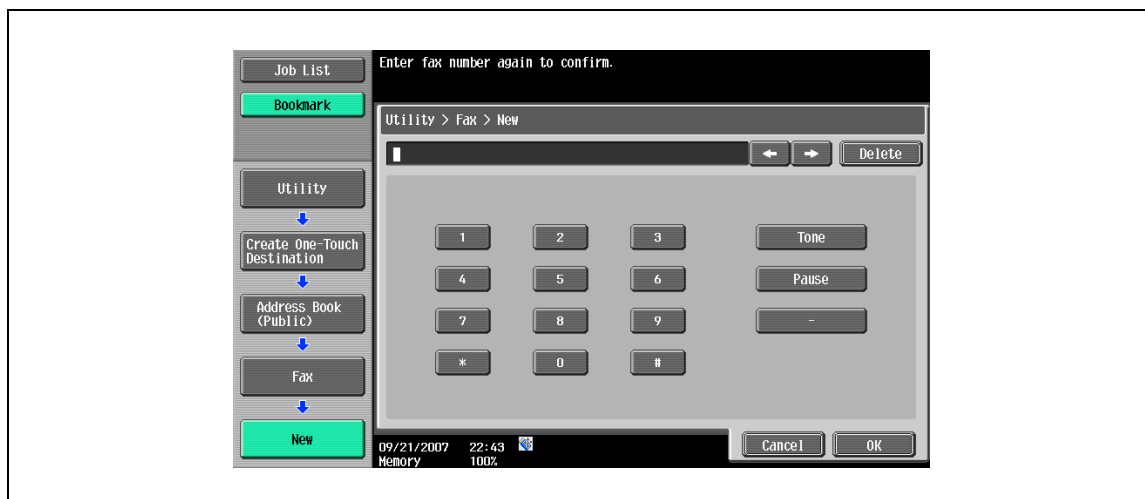 Job List
Bookmark
Enter fax number again to confirm.
Utility > Fax > New
Delete
Utility
Create One-Touch
Destination
Address Book
(Public)
Fax
New
1 2 3 Tone
4 5 6 Pause
7 8 9 -
* 0 #
09/21/2007 22:43
Memory 100%
Cancel OK